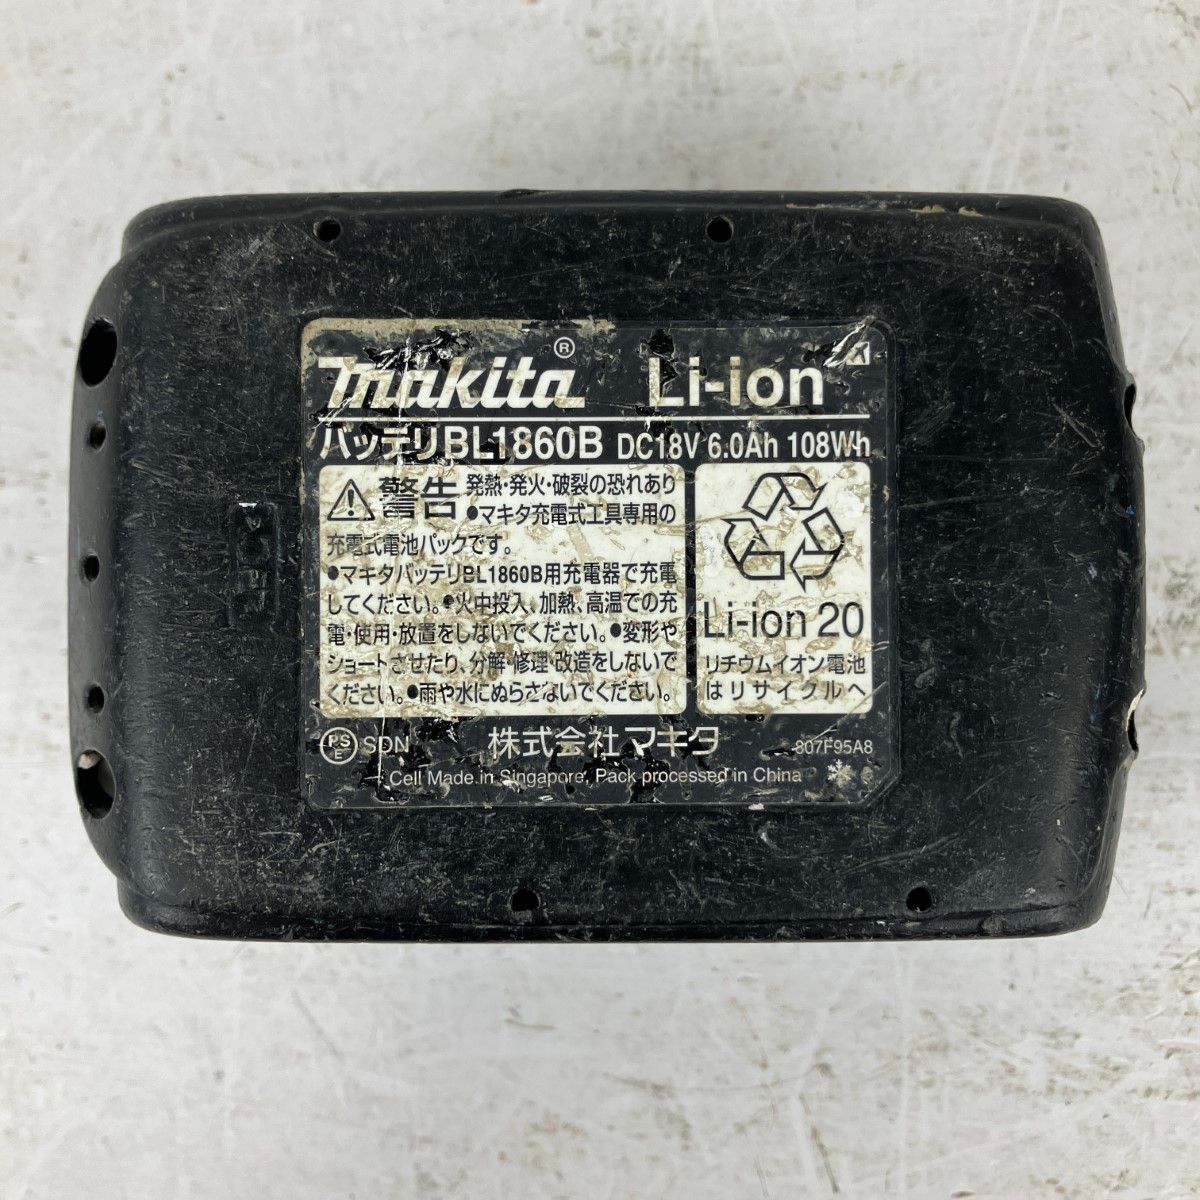 makita®
Li-ion
バッテリBL1860B DC18V 6.0Ah 108Wh
警告 発熱・発火・破裂の恐れあり
●マキタ充電式工具専用の
充電式電池パックです。
●マキタバッテリBL1860B用充電器で充電
してください。●火中投入、加熱、高温での充
電・使用・放置をしないでください。●変形や
ショートさせたり、分解・修理・改造をしないで
ください。●雨や水にぬらさないでください。
Li-ion 20
リチウムイオン電池
はリサイクルへ
PSE SDN 株式会社マキタ 807F95A8
Cell Made in Singapore, Pack processed in China